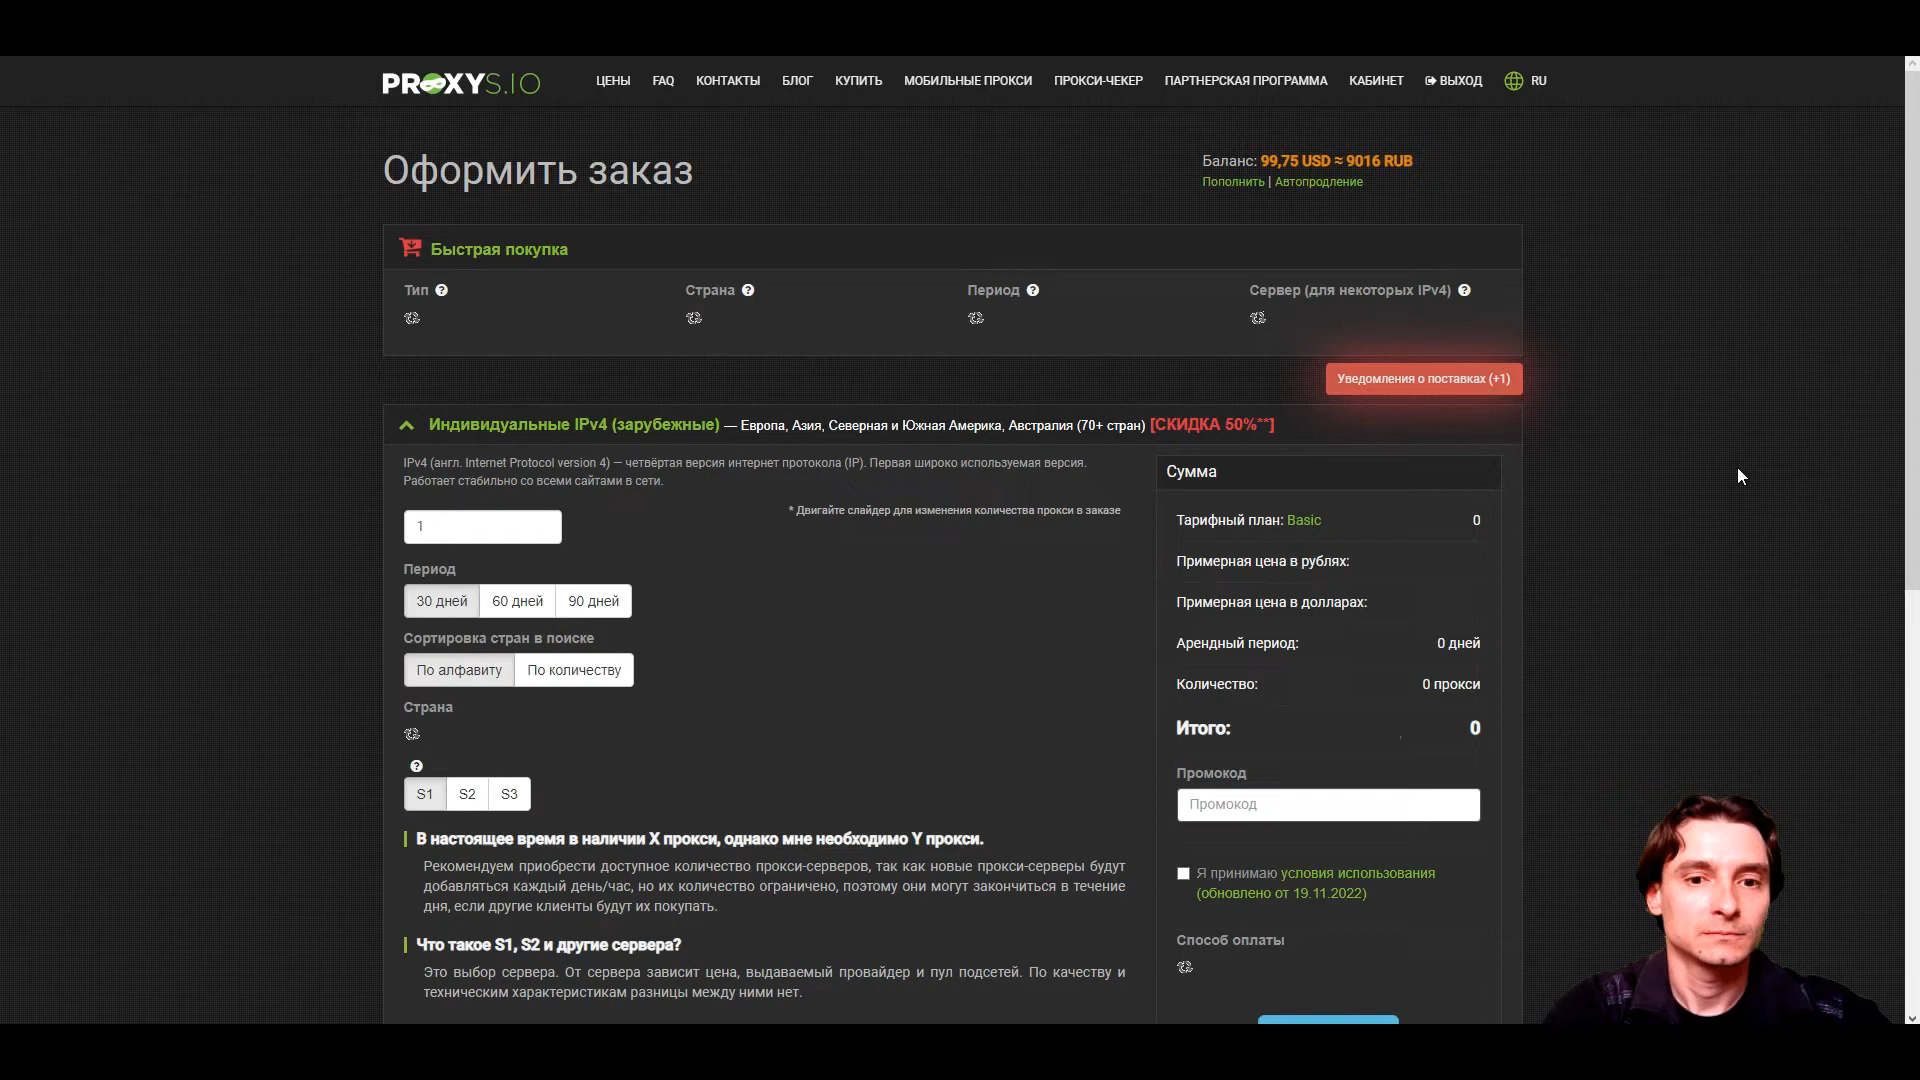 PROXYS.IO ЦЕНЫ FAQ КОНТАКТЫ БЛОГ КУПИТЬ МОБИЛЬНЫЕ ПРОКСИ ПРОКСИ-ЧЕКЕР ПАРТНЕРСКАЯ ПРОГРАММА КАБИНЕТ ВЫХОД RU
Оформить заказ
Баланс: 99,75 USD ≈ 9016 RUB
Пополнить | Автопродление
Быстрая покупка
Тип ? Страна ? Период ? Сервер (для некоторых IPv4) ?
Уведомления о поставках (+1)
Индивидуальные IPv4 (зарубежные) — Европа, Азия, Северная и Южная Америка, Австралия (70+ стран) [СКИДКА 50%**]
IPv4 (англ. Internet Protocol version 4) — четвёртая версия интернет протокола (IP). Первая широко используемая версия.
Работает стабильно со всеми сайтами в сети.
* Двигайте слайдер для изменения количества прокси в заказе
1
Период
30 дней 60 дней 90 дней
Сортировка стран в поиске
По алфавиту По количеству
Страна
?
S1 S2 S3
В настоящее время в наличии X прокси, однако мне необходимо Y прокси.
Рекомендуем приобрести доступное количество прокси-серверов, так как новые прокси-серверы будут
добавляться каждый день/час, но их количество ограничено, поэтому они могут закончиться в течение
дня, если другие клиенты будут их покупать.
Что такое S1, S2 и другие сервера?
Это выбор сервера. От сервера зависит цена, выдаваемый провайдер и пул подсетей. По качеству и
техническим характеристикам разницы между ними нет.
Сумма
Тарифный план: Basic 0
Примерная цена в рублях:
Примерная цена в долларах:
Арендный период: 0 дней
Количество: 0 прокси
Итого: 0
Промокод
Промокод
Я принимаю условия использования
(обновлено от 19.11.2022)
Способ оплаты